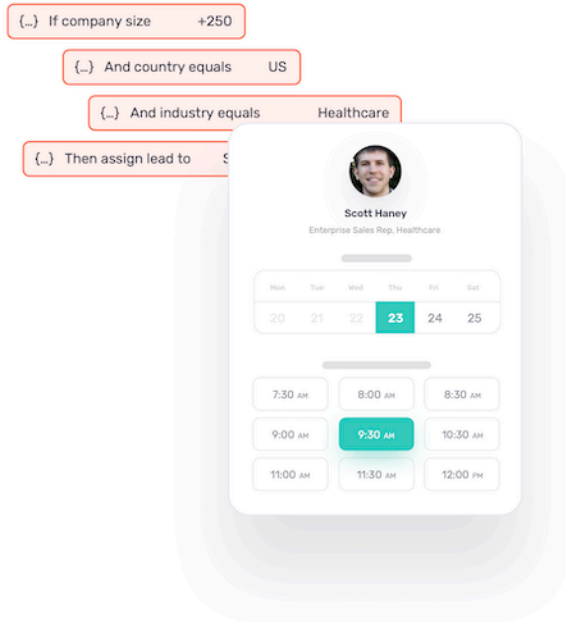 {...} If company size +250
{...} And country equals US
{...} And industry equals Healthcare
{...} Then assign lead to
Scott Haney
Enterprise Sales Rep, Healthcare
Mon Tue Wed Thu Fri Sat
20 21 22 23 24 25
7:30 AM 8:00 AM 8:30 AM
9:00 AM 9:30 AM 10:30 AM
11:00 AM 11:30 AM 12:00 PM